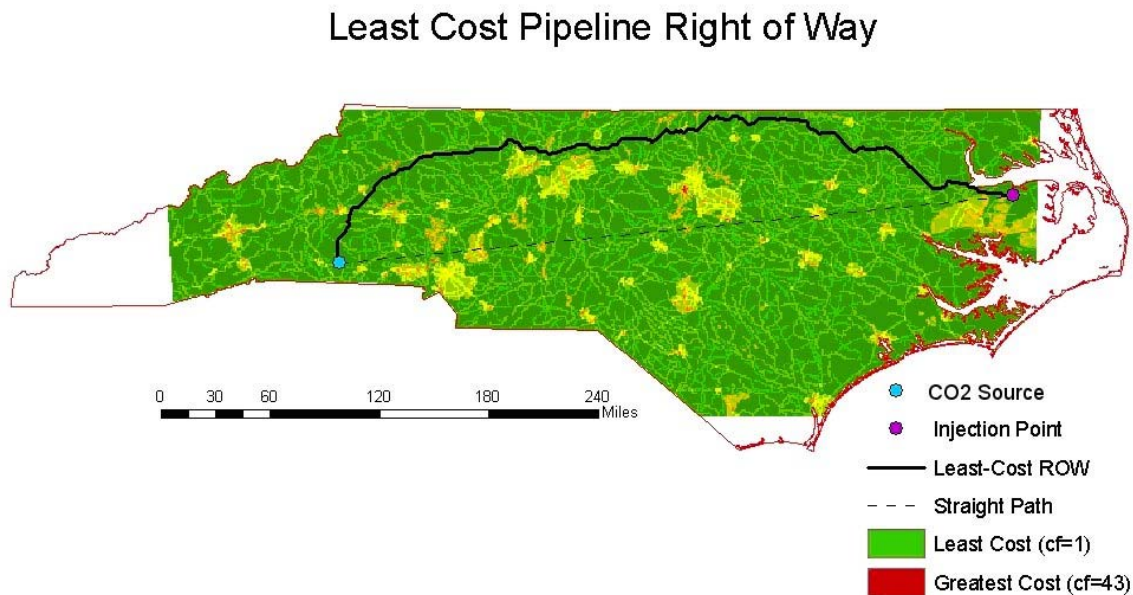 Least Cost Pipeline Right of Way
0 30 60 120 180 240
Miles
CO2 Source
Injection Point
Least-Cost ROW
Straight Path
Least Cost (cf=1)
Greatest Cost (cf=43)